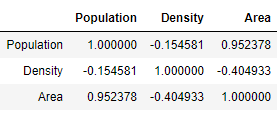 Population Density Area
Population 1.000000 -0.154581 0.952378
Density -0.154581 1.000000 -0.404933
Area 0.952378 -0.404933 1.000000